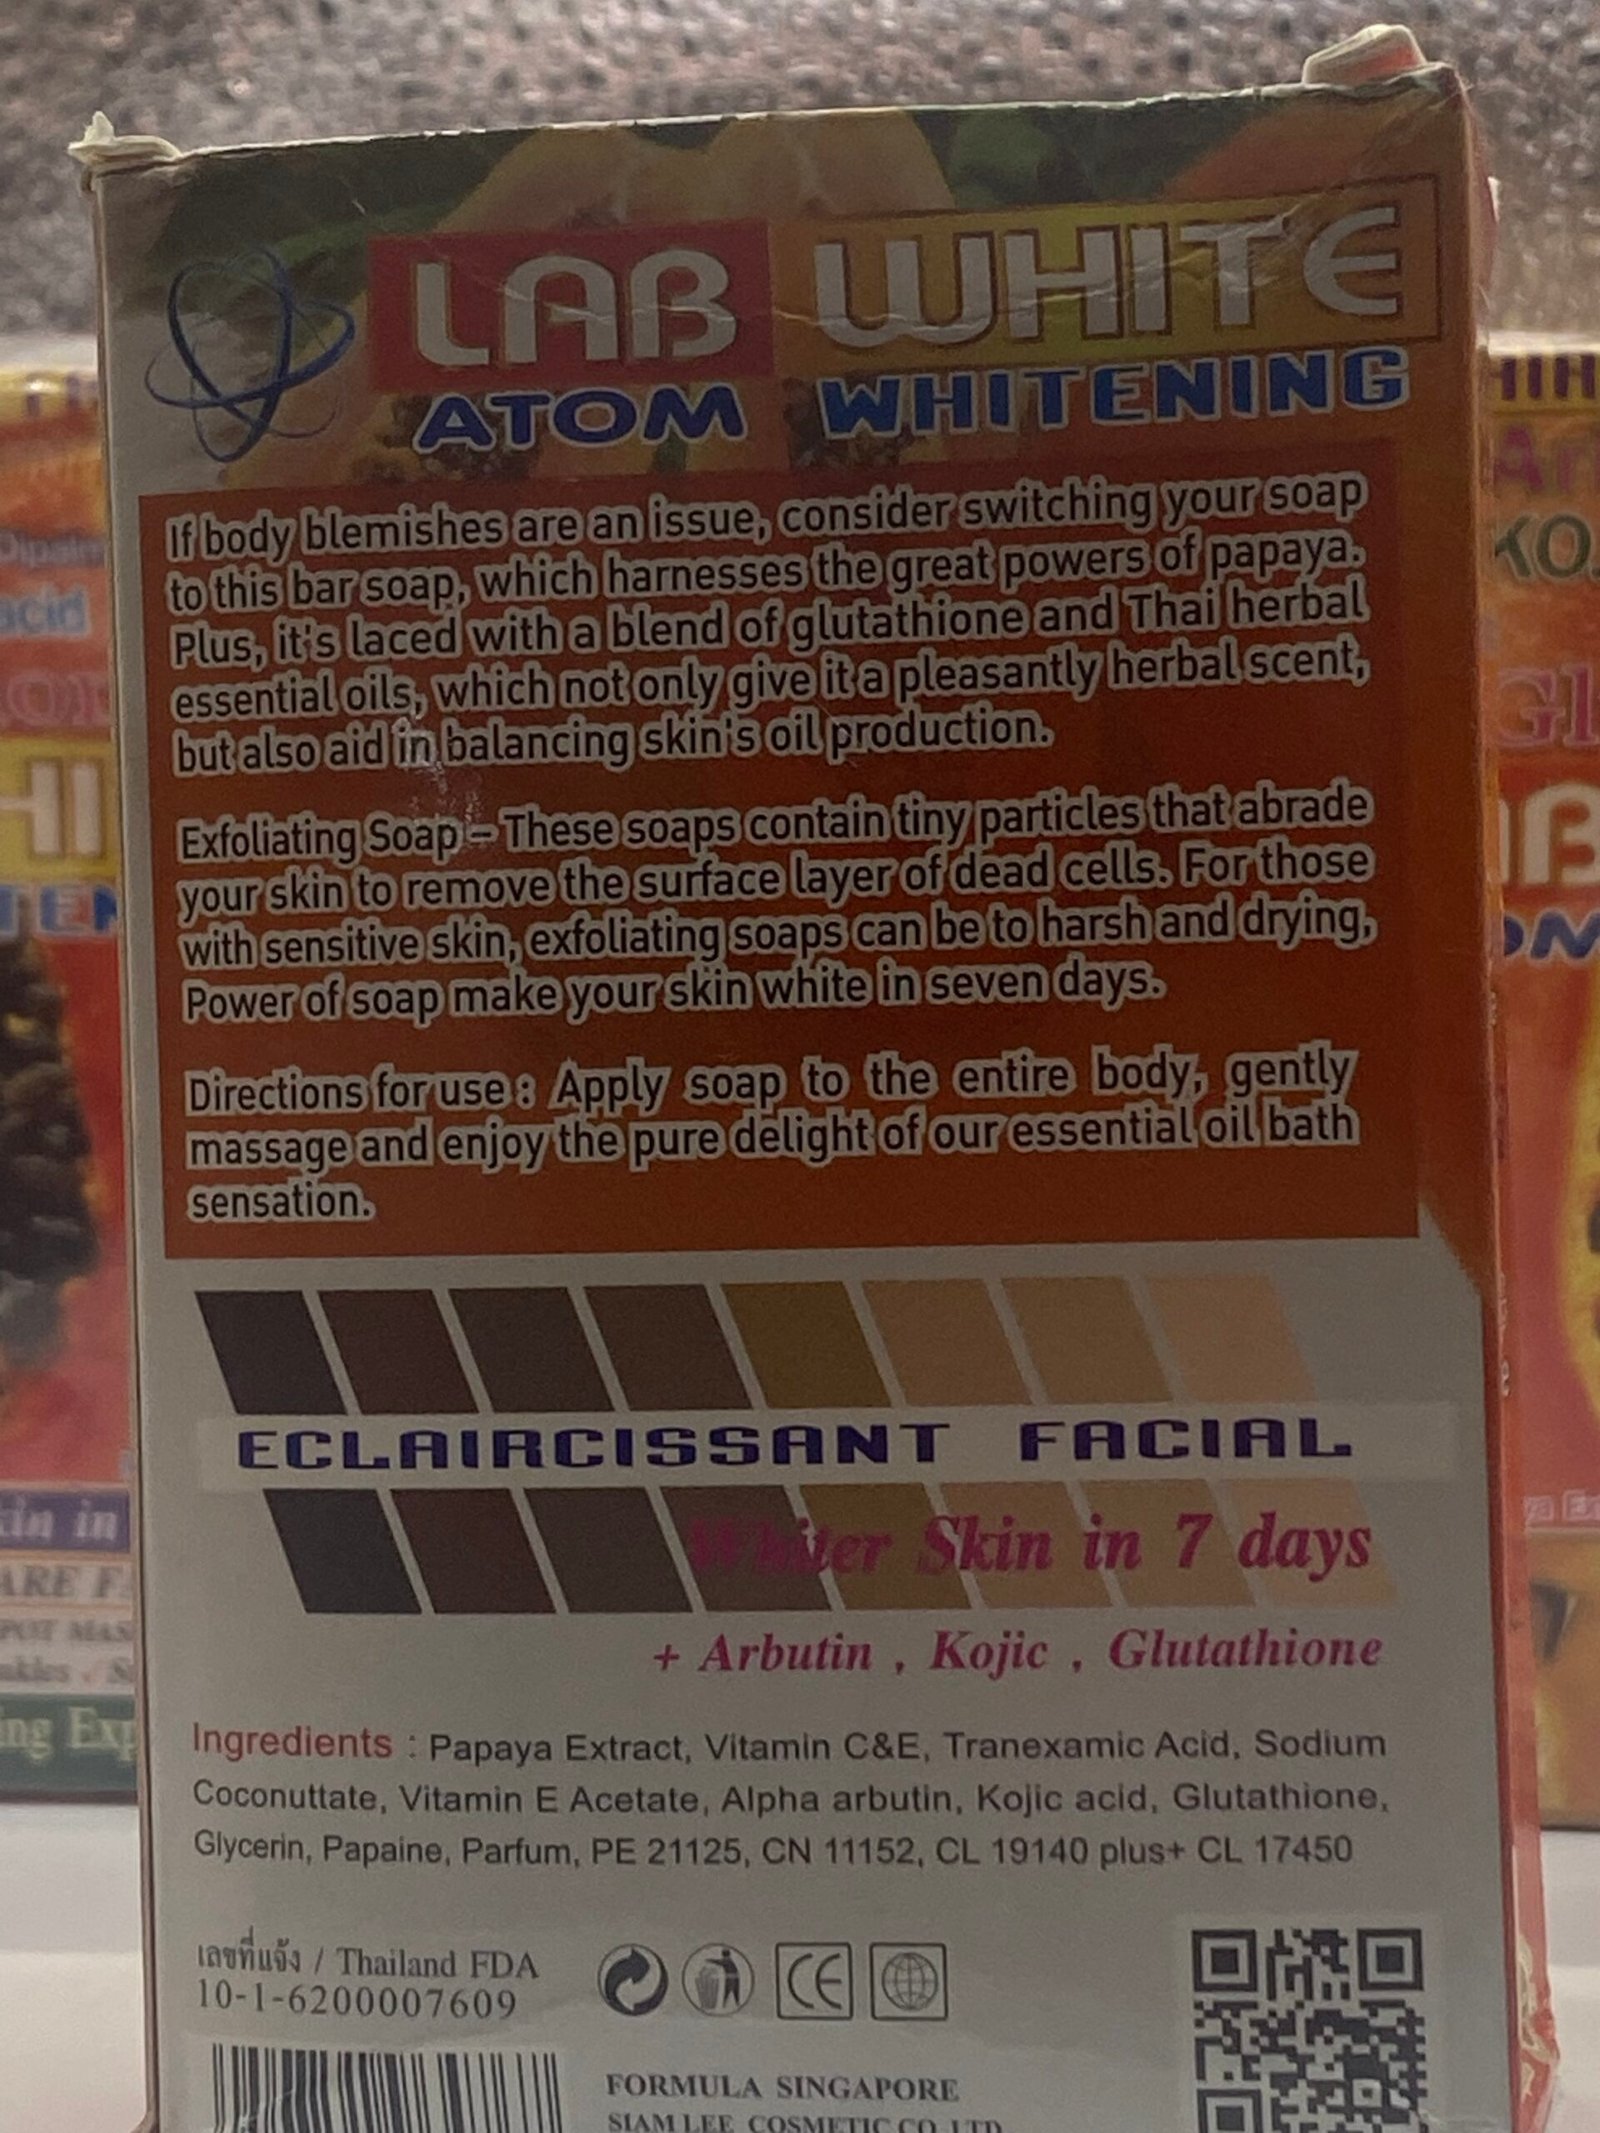 LAB WHITE
ATOM WHITENING
If body blemishes are an issue, consider switching your soap
to this bar soap, which harnesses the great powers of papaya.
Plus, it's laced with a blend of glutathione and Thai herbal
essential oils, which not only give it a pleasantly herbal scent,
but also aid in balancing skin's oil production.
Exfoliating Soap – These soaps contain tiny particles that abrade
your skin to remove the surface layer of dead cells. For those
with sensitive skin, exfoliating soaps can be to harsh and drying,
Power of soap make your skin white in seven days.
Directions for use : Apply soap to the entire body, gently
massage and enjoy the pure delight of our essential oil bath
sensation.
ECLAIRCISSANT FACIAL
Whiter Skin in 7 days
+ Arbutin , Kojic , Glutathione
Ingredients : Papaya Extract, Vitamin C&E, Tranexamic Acid, Sodium
Coconuttate, Vitamin E Acetate, Alpha arbutin, Kojic acid, Glutathione,
Glycerin, Papaine, Parfum, PE 21125, CN 11152, CL 19140 plus+ CL 17450
เลขที่แจ้ง / Thailand FDA
10-1-6200007609
CE
FORMULA SINGAPORE
SIAM LEE COSMETIC CO.,LTD
acid